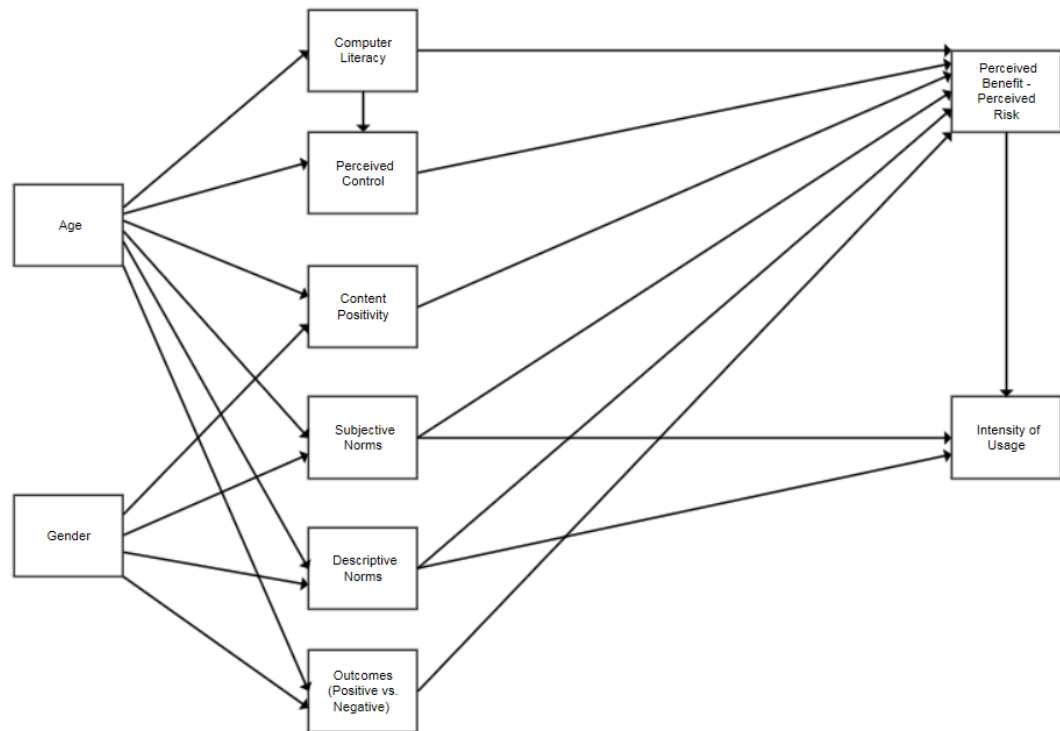 Computer
Literacy
Perceived
Benefit -
Perceived
Risk
Perceived
Control
Age
Content
Positivity
Subjective
Norms
Intensity of
Usage
Gender
Descriptive
Norms
Outcomes
(Positive vs.
Negative)